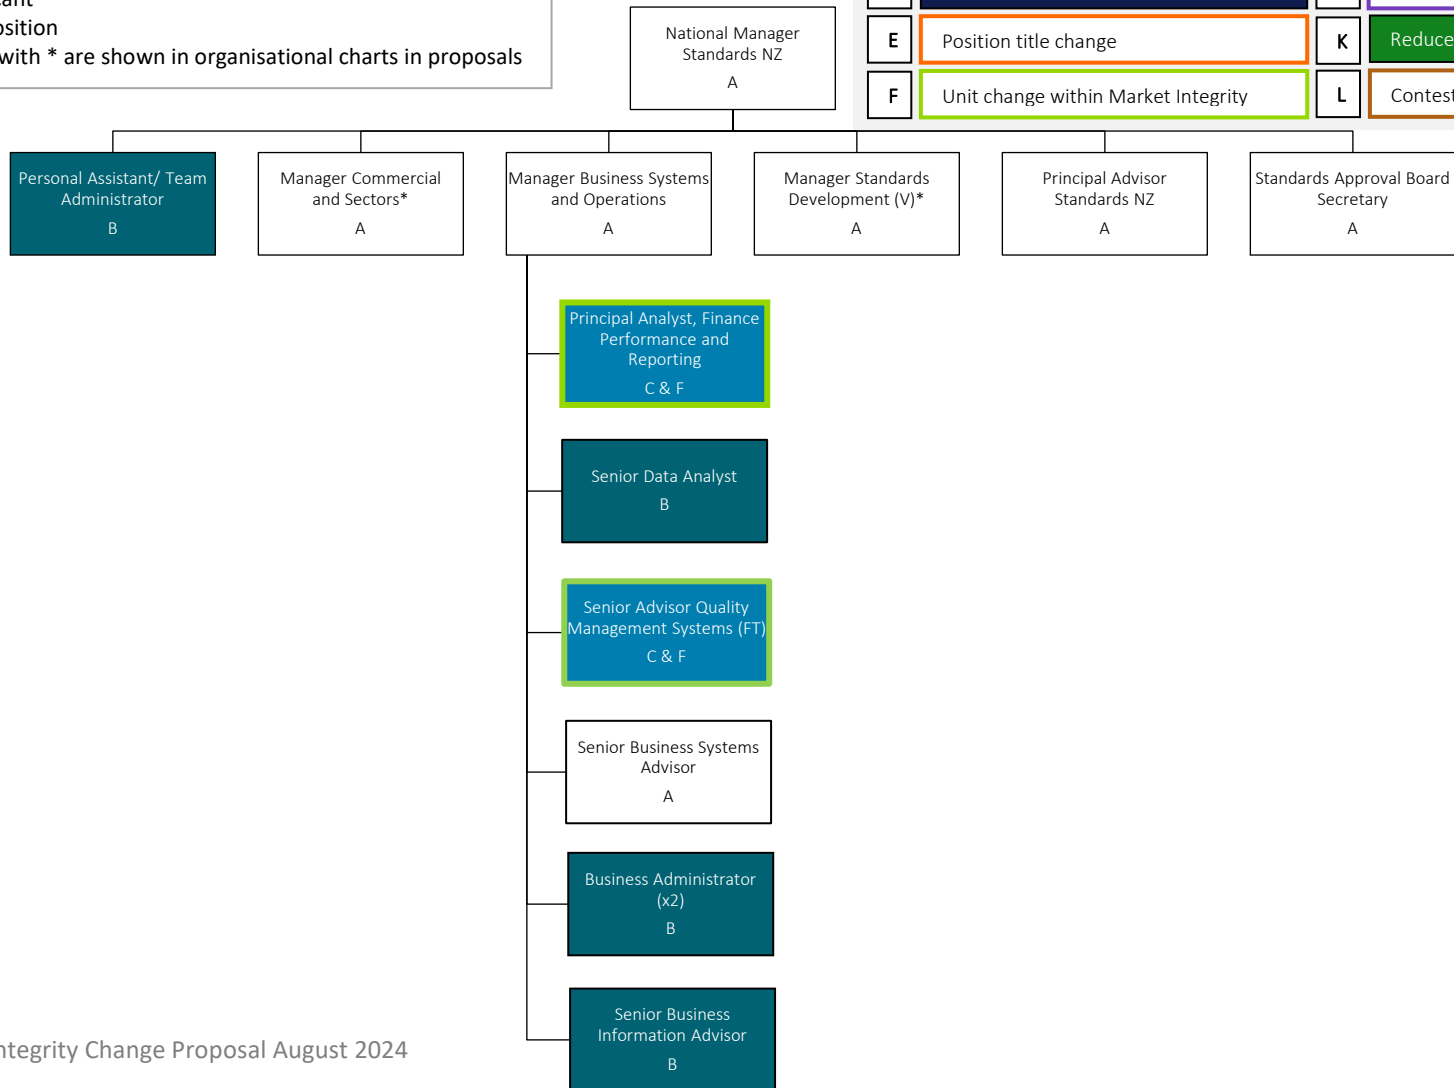 osition
with * are shown in organisational charts in proposals
National Manager
Standards NZ
A
E
Position title change
K
Reduce
F
Unit change within Market Integrity
L
Contest
Personal Assistant/ Team
Administrator
B
Manager Commercial
and Sectors*
A
Manager Business Systems
and Operations
A
Manager Standards
Development (V)*
A
Principal Advisor
Standards NZ
A
Standards Approval Board
Secretary
A
Principal Analyst, Finance
Performance and
Reporting
C & F
Senior Data Analyst
B
Senior Advisor Quality
Management Systems (FT)
C & F
Senior Business Systems
Advisor
A
Business Administrator
(x2)
B
Senior Business
Information Advisor
B
ntegrity Change Proposal August 2024